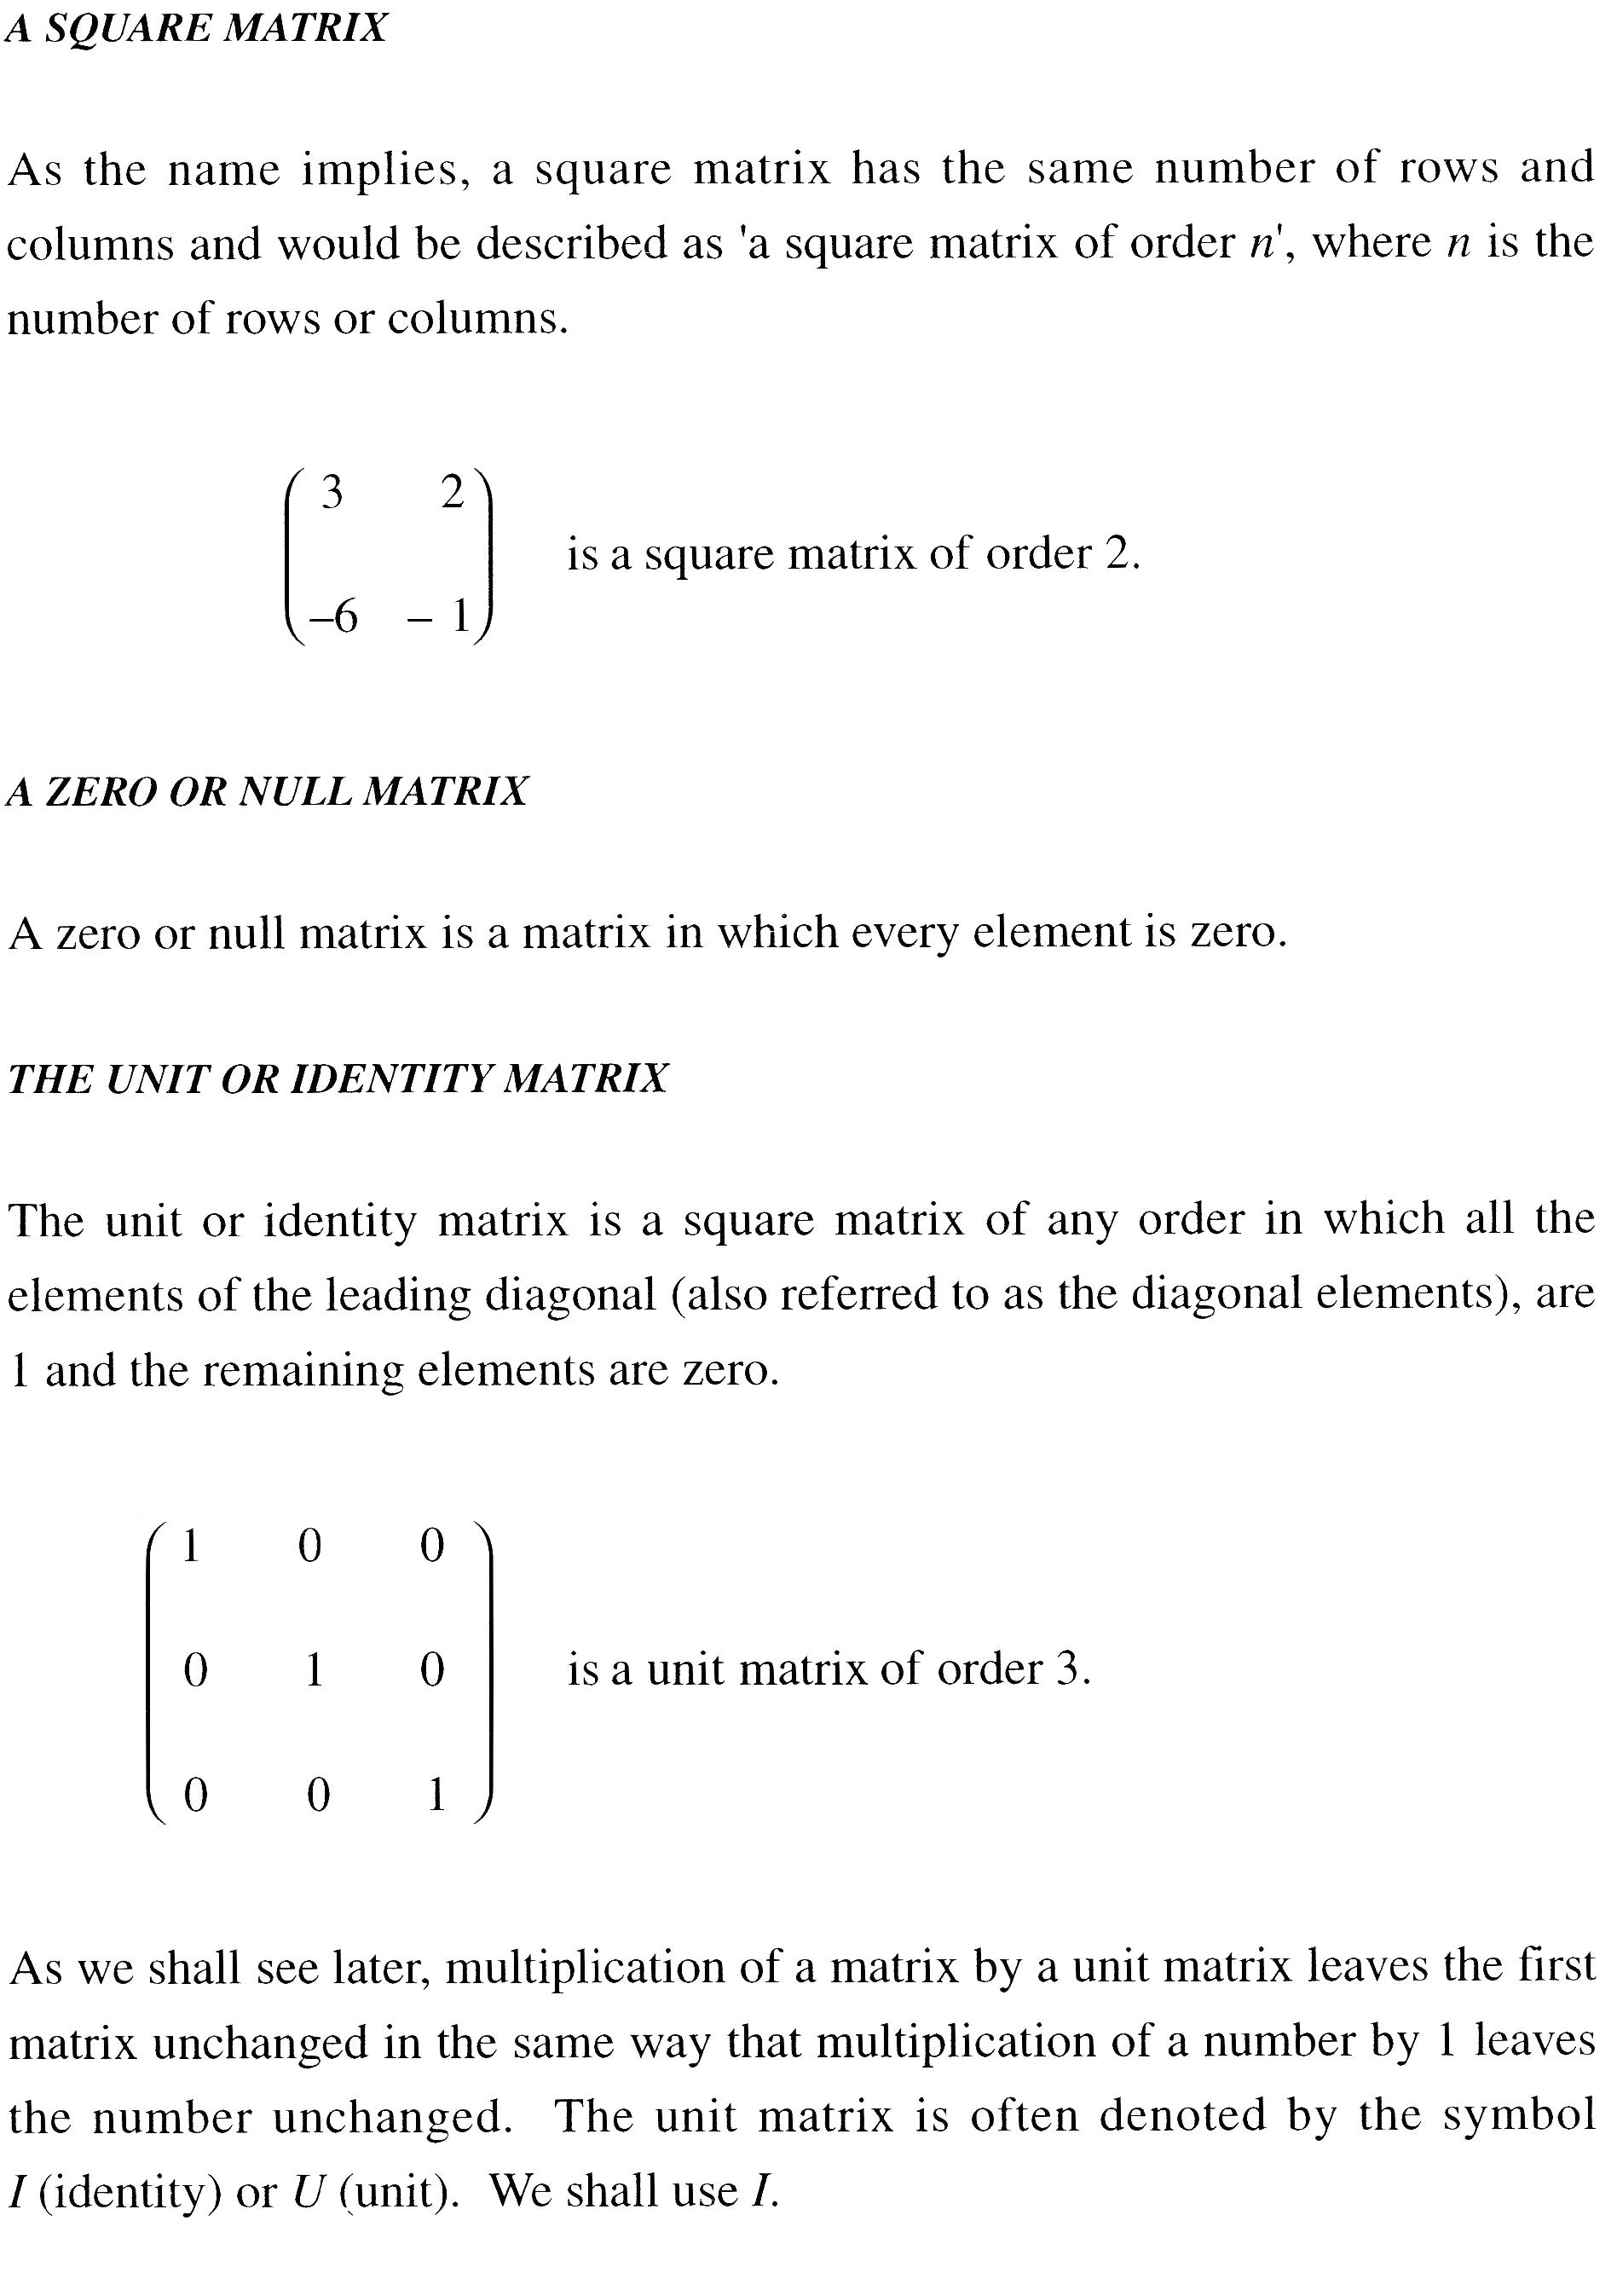 A SQUARE MATRIX
As the name implies, a square matrix has the same number of rows and
columns and would be described as 'a square matrix of order n', where n is the
number of rows or columns.
3 2
is a square matrix of order 2.
–6 – 1
A ZERO OR NULL MATRIX
A zero or null matrix is a matrix in which every element is zero.
THE UNIT OR IDENTITY MATRIX
The unit or identity matrix is a square matrix of any order in which all the
elements of the leading diagonal (also referred to as the diagonal elements), are
1 and the remaining elements are zero.
1 0 0
0 1 0 is a unit matrix of order 3.
0 0 1
As we shall see later, multiplication of a matrix by a unit matrix leaves the first
matrix unchanged in the same way that multiplication of a number by 1 leaves
the number unchanged. The unit matrix is often denoted by the symbol
I (identity) or U (unit). We shall use I.